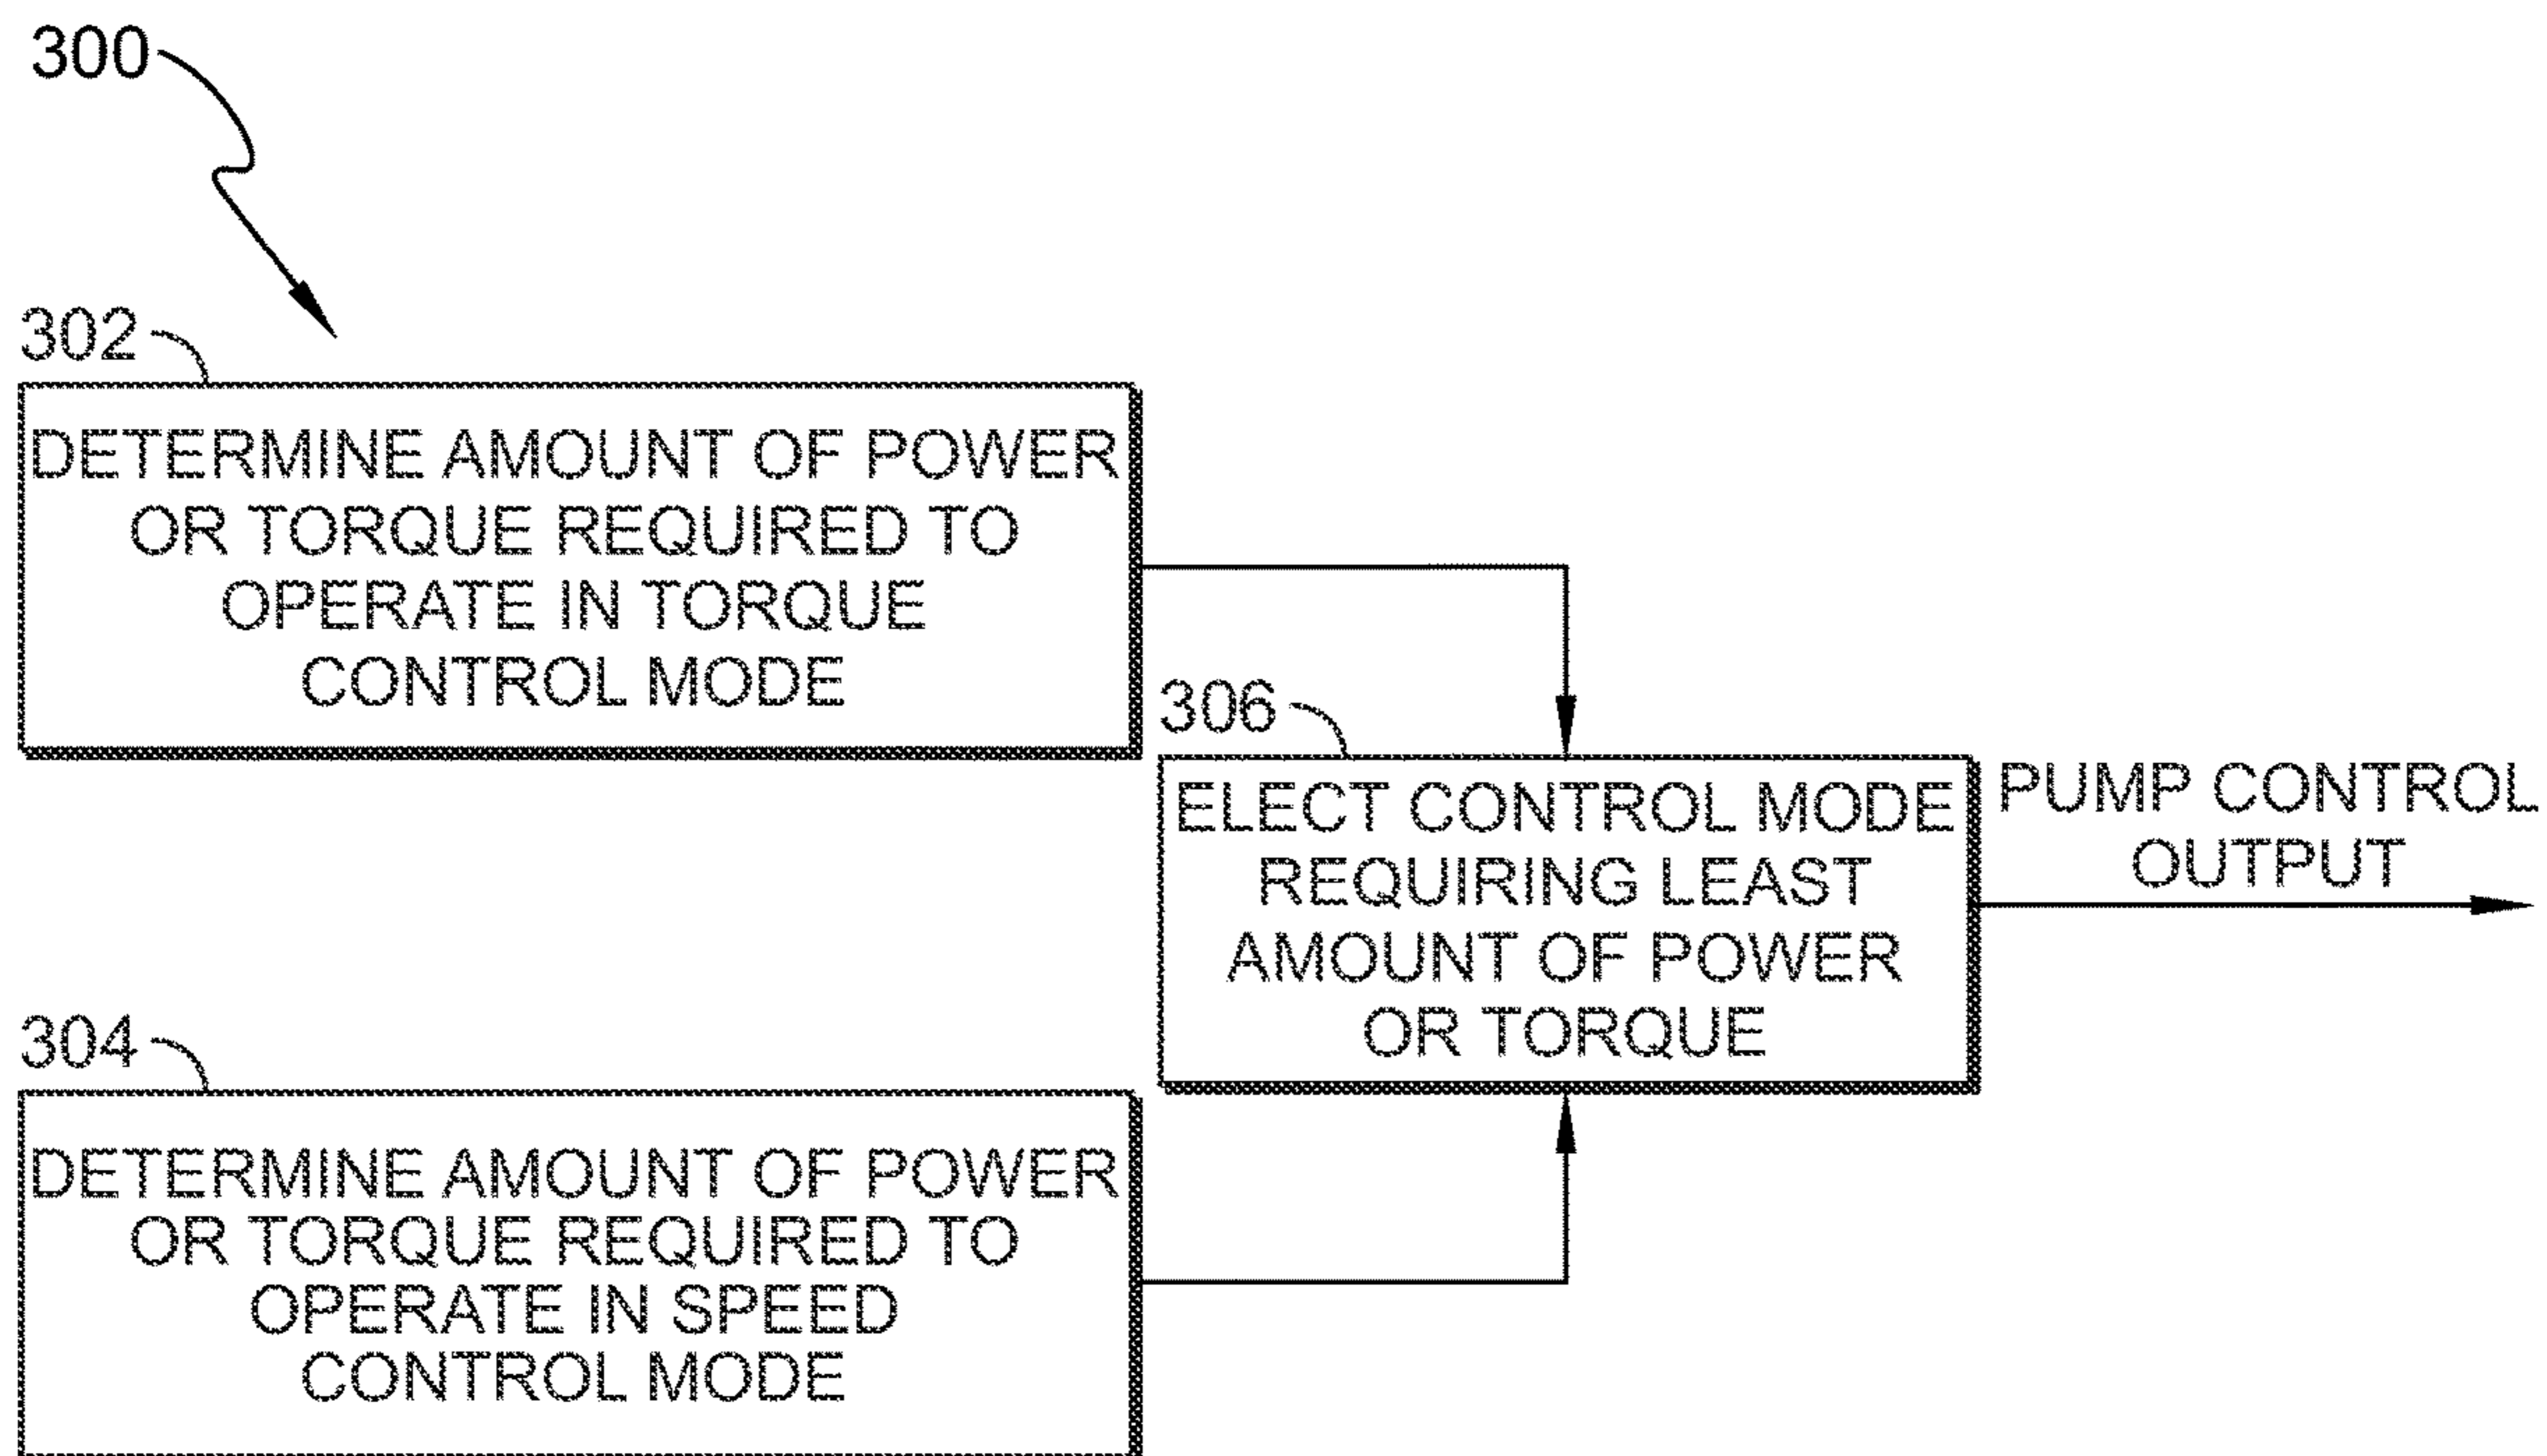 300
302
DETERMINE AMOUNT OF POWER
OR TORQUE REQUIRED TO
OPERATE IN TORQUE
CONTROL MODE
306
ELECT CONTROL MODE
REQUIRING LEAST
AMOUNT OF POWER
OR TORQUE
PUMP CONTROL
OUTPUT
304
DETERMINE AMOUNT OF POWER
OR TORQUE REQUIRED TO
OPERATE IN SPEED
CONTROL MODE